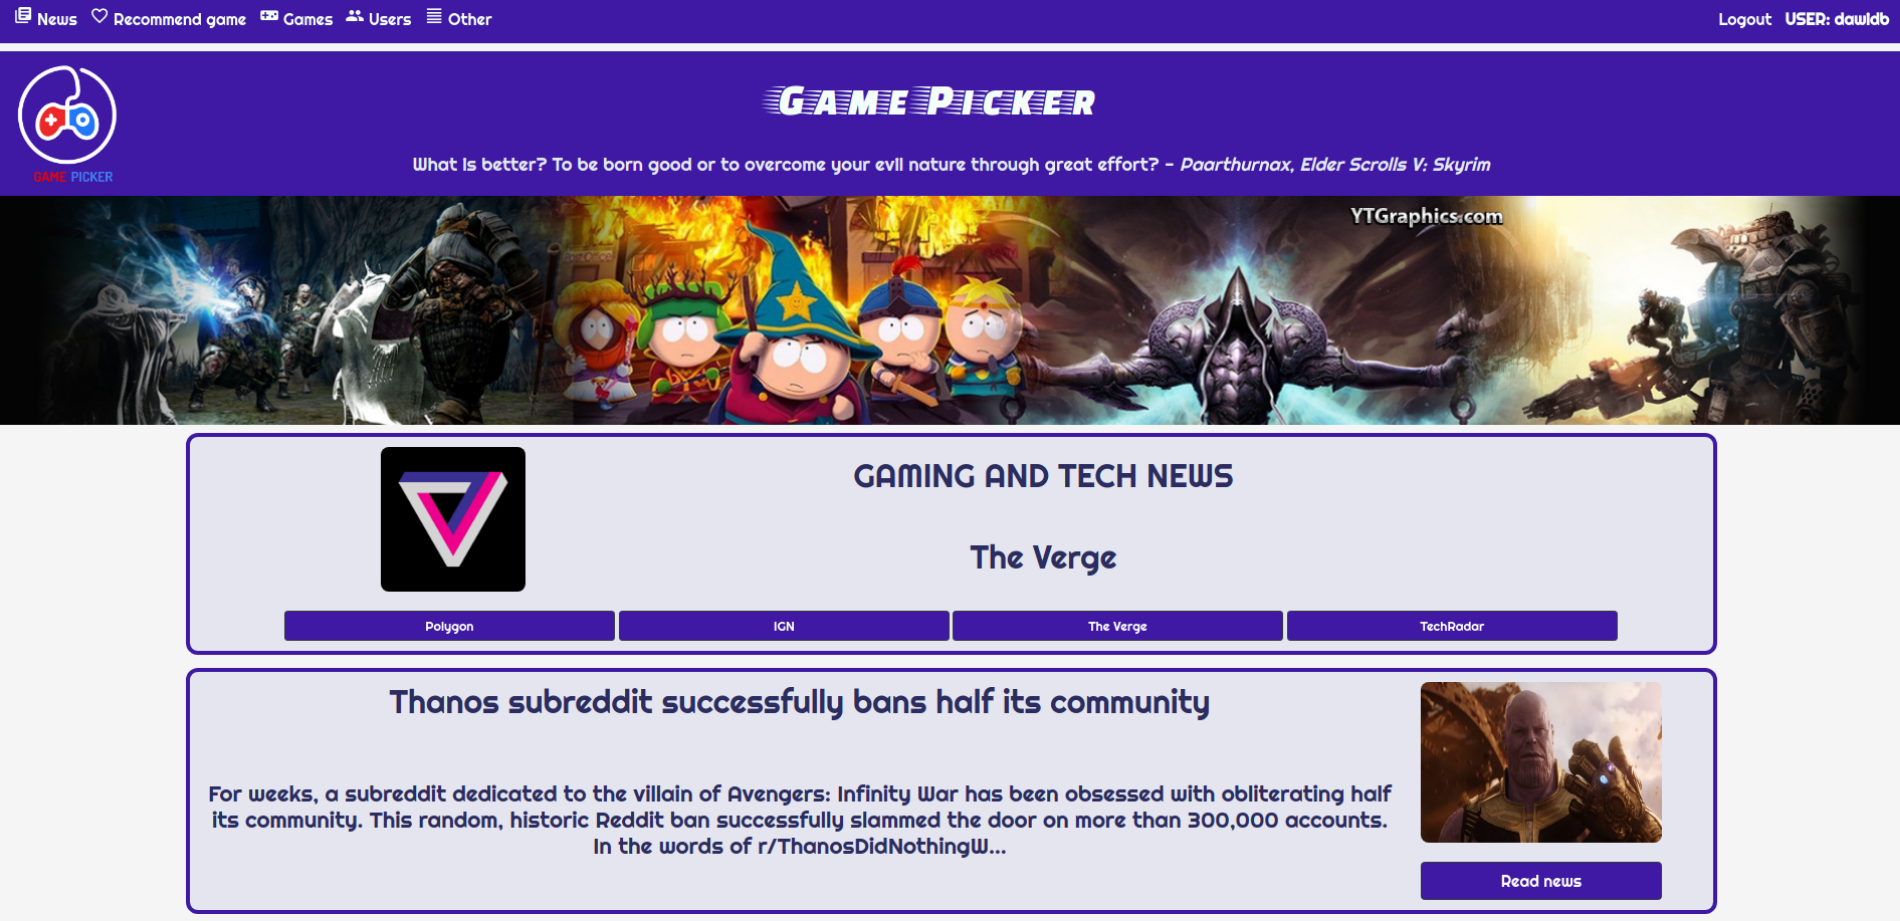 News Recommend game Games Users Other Logout USER: dawidb
GAME PICKER
GAME PICKER
What is better? To be born good or to overcome your evil nature through great effort? - Paarthurnax, Elder Scrolls V: Skyrim
YTGraphics.com
GAMING AND TECH NEWS
The Verge
Polygon IGN The Verge TechRadar
Thanos subreddit successfully bans half its community
For weeks, a subreddit dedicated to the villain of Avengers: Infinity War has been obsessed with obliterating half
its community. This random, historic Reddit ban successfully slammed the door on more than 300,000 accounts.
In the words of r/ThanosDidNothingW...
Read news